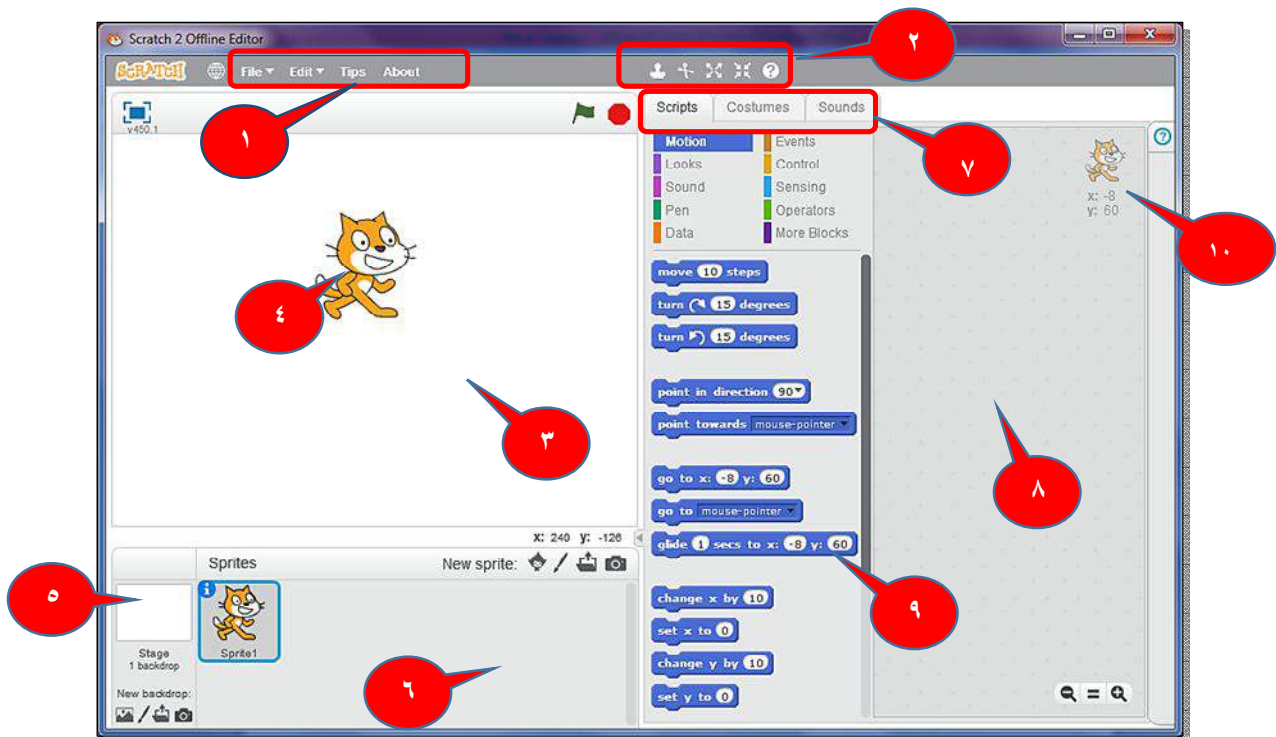 Scratch 2 Offline Editor
SCRATCH File Edit Tips About
v450.1
Scripts Costumes Sounds
Motion Events
Looks Control
Sound Sensing
Pen Operators
Data More Blocks
x: -8
y: 60
move 10 steps
turn 15 degrees
turn 15 degrees
point in direction 90
point towards mouse-pointer
go to x: -8 y: 60
go to mouse-pointer
glide 1 secs to x: -8 y: 60
change x by 10
set x to 0
change y by 10
set y to 0
X: 240 y: -126
Sprites New sprite:
Stage
1 backdrop
Sprite1
New backdrop:
١
٢
٣
٤
٥
٦
٧
٨
٩
١٠